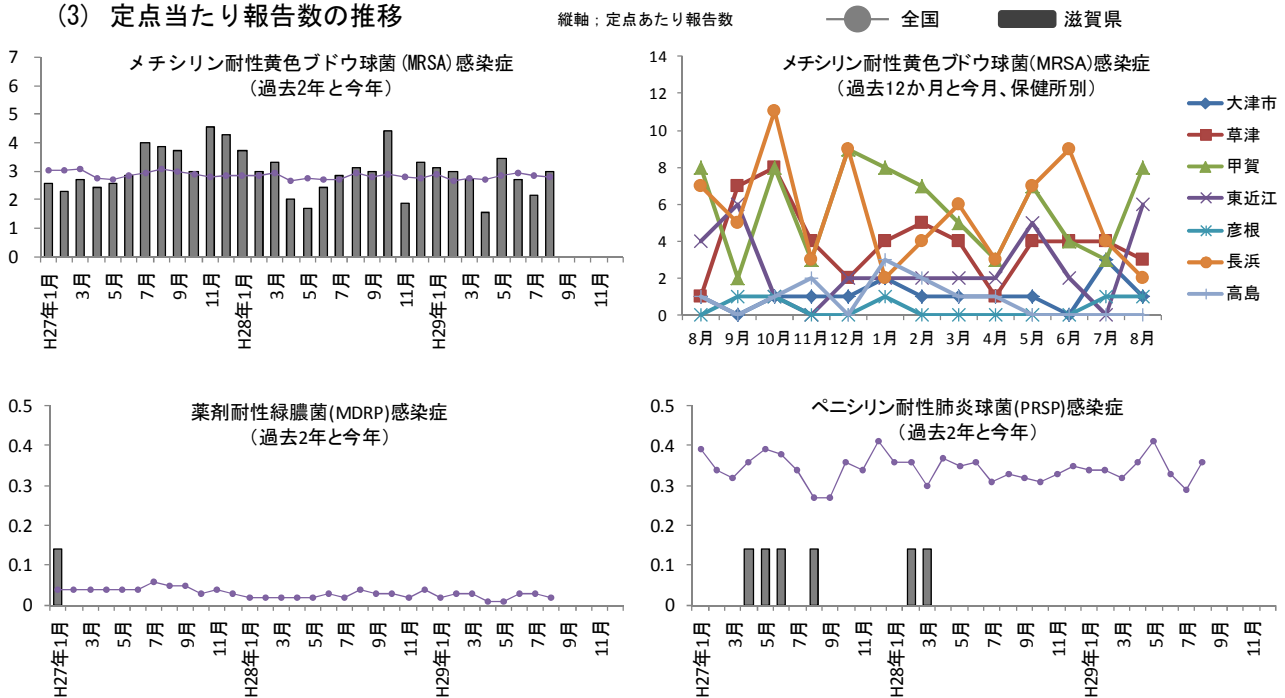 (3) 定点当たり報告数の推移
縦軸；定点あたり報告数
全国
滋賀県
メチシリン耐性黄色ブドウ球菌(MRSA)感染症
（過去2年と今年）
7
6
5
4
3
2
1
0
H27年1月 3月 5月 7月 9月 11月 H28年1月 3月 5月 7月 9月 11月 H29年1月 3月 5月 7月 9月 11月
メチシリン耐性黄色ブドウ球菌(MRSA)感染症
（過去12か月と今月、保健所別）
14
12
10
8
6
4
2
0
8月 9月 10月 11月 12月 1月 2月 3月 4月 5月 6月 7月 8月
大津市
草津
甲賀
東近江
彦根
長浜
高島
薬剤耐性緑膿菌(MDRP)感染症
（過去2年と今年）
0.5
0.4
0.3
0.2
0.1
0
H27年1月 3月 5月 7月 9月 11月 H28年1月 3月 5月 7月 9月 11月 H29年1月 3月 5月 7月 9月 11月
ペニシリン耐性肺炎球菌(PRSP)感染症
（過去2年と今年）
0.5
0.4
0.3
0.2
0.1
0
H27年1月 3月 5月 7月 9月 11月 H28年1月 3月 5月 7月 9月 11月 H29年1月 3月 5月 7月 9月 11月